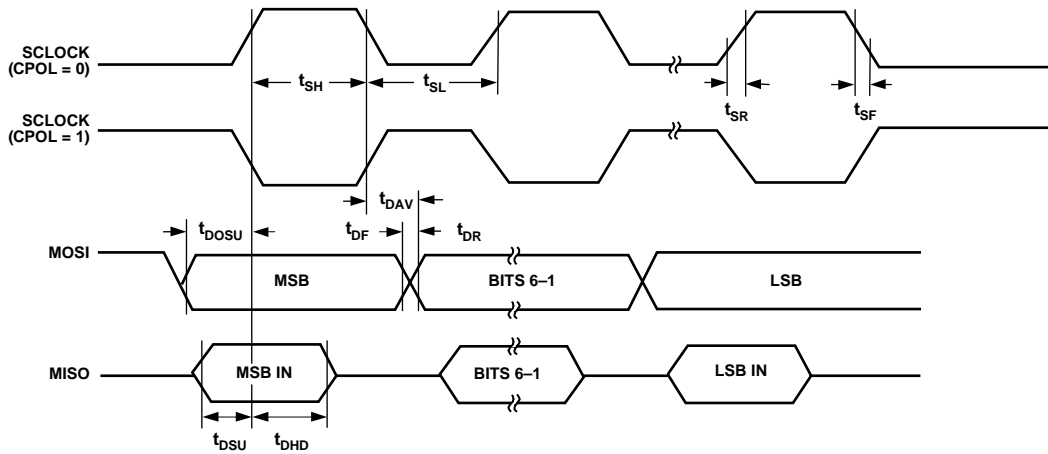 SCLOCK
(CPOL = 0)
tSH
tSL
tSR
tSF
SCLOCK
(CPOL = 1)
tDAV
tDOSU
tDF
tDR
MOSI
MSB
BITS 6–1
LSB
MISO
MSB IN
BITS 6–1
LSB IN
tDSU
tDHD